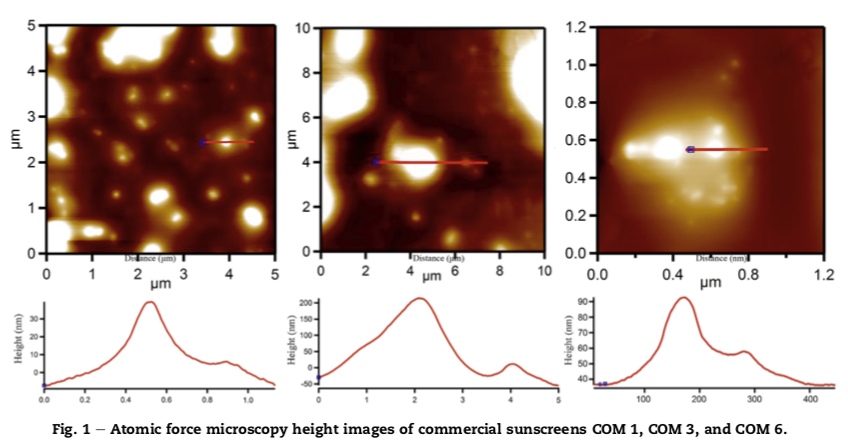 5
4
3
2
1
0
μm
0 1 2 3 4 5
Distance (μm)
μm
10
8
6
4
2
0
μm
0 2 4 6 8 10
Distance (μm)
μm
1.2
1.0
0.8
0.6
0.4
0.2
0.0
0.0 0.4 0.8 1.2
Distance (nm)
μm
Height (nm)
30
20
10
0
0.0 0.2 0.4 0.6 0.8 1.0
Height (nm)
200
150
100
50
0
-50
0 1 2 3 4 5
Height (nm)
90
80
70
60
50
40
100 200 300 400
Fig. 1 – Atomic force microscopy height images of commercial sunscreens COM 1, COM 3, and COM 6.